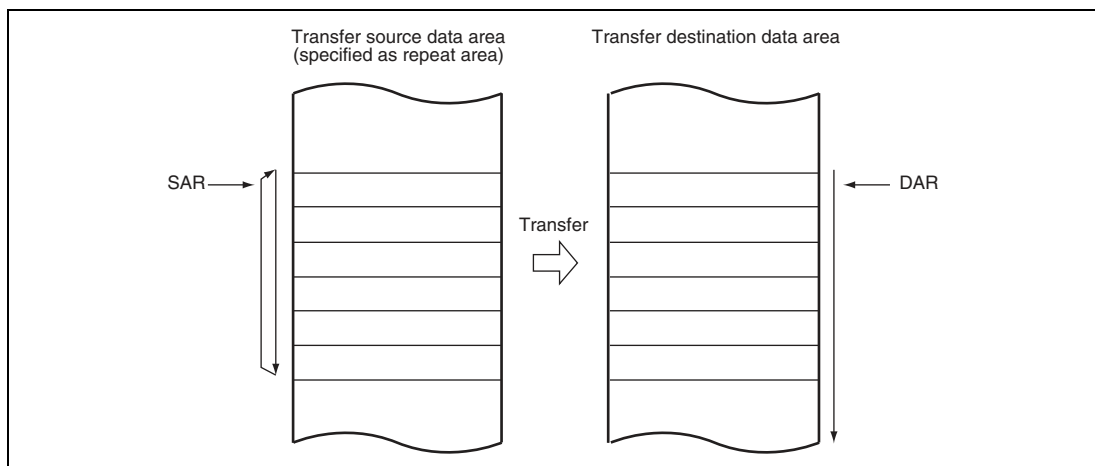 Transfer source data area
(specified as repeat area)
Transfer destination data area
SAR
Transfer
DAR